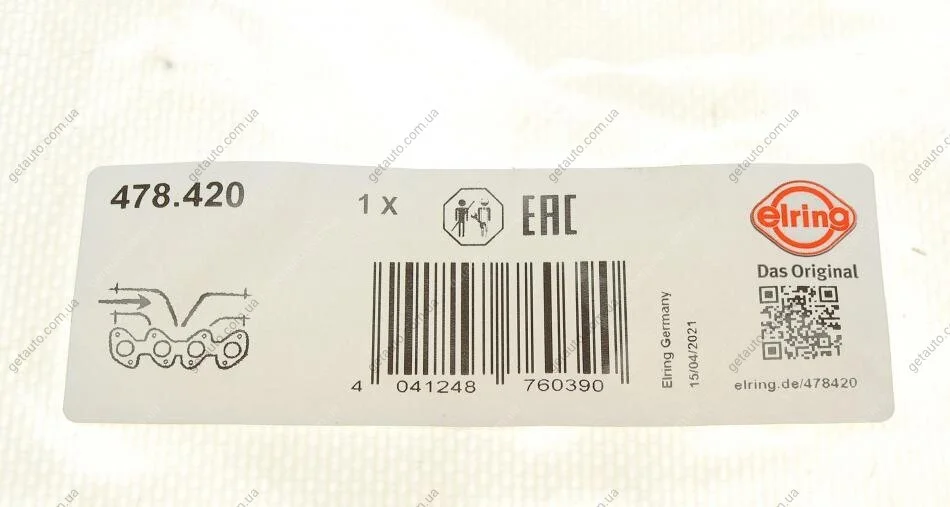 478.420
1 x
EAC
elring
Das Original
4 041248 760390
Elring Germany
15/04/2021
elring.de/478420
getauto.com.ua